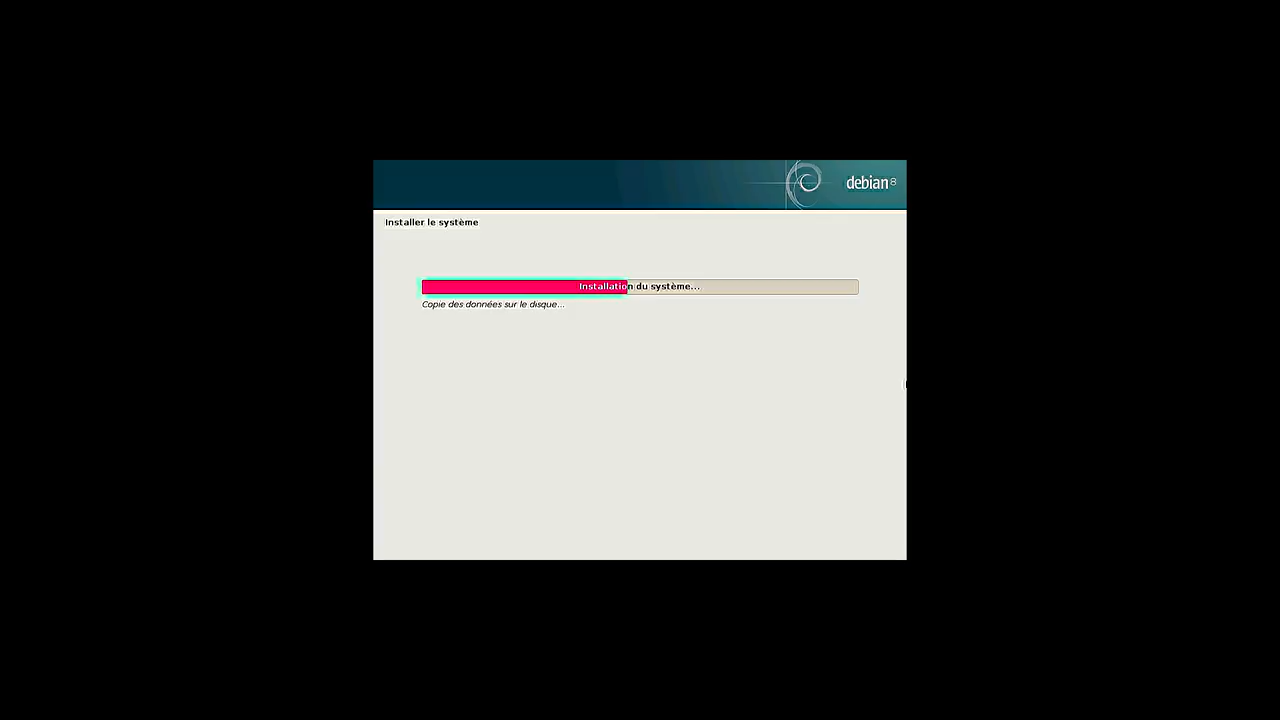 debian 8
Installer le système
Installation du système...
Copie des données sur le disque...